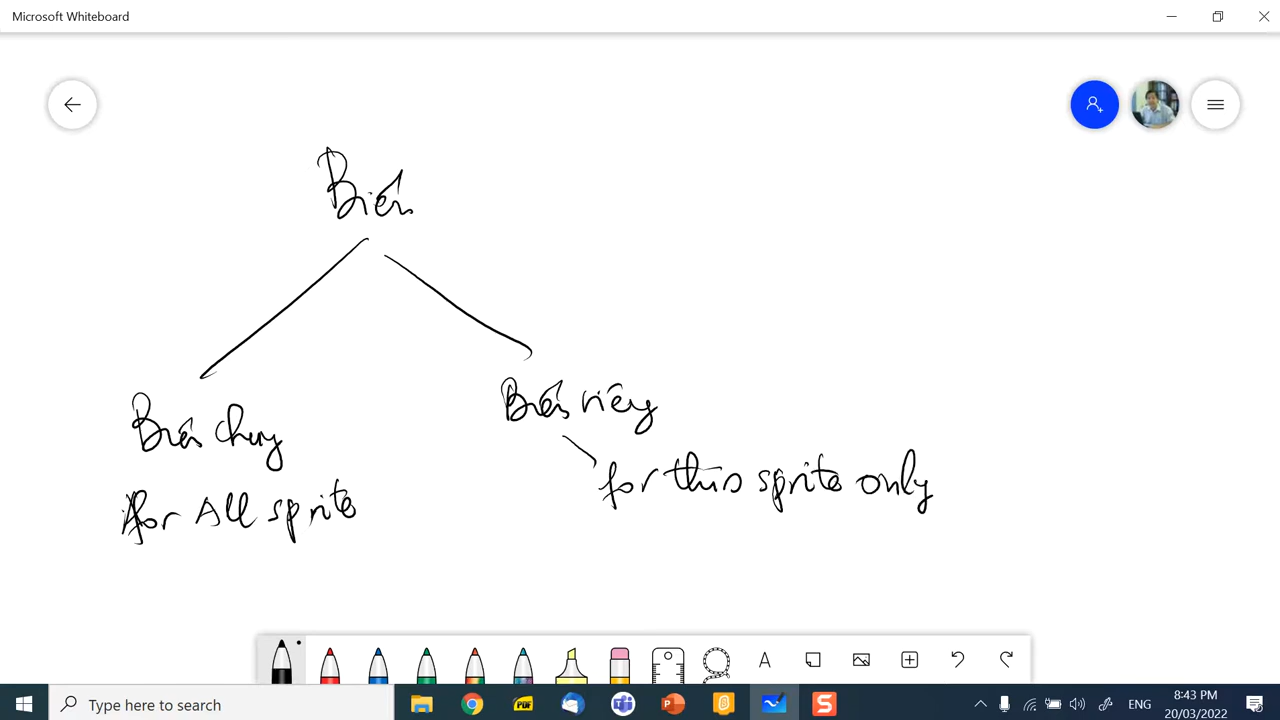 Microsoft Whiteboard
Biến
Biến chung
Biến riêng
for this sprite only
for All sprite
A
Type here to search
PDF
S
ENG
8:43 PM
20/03/2022